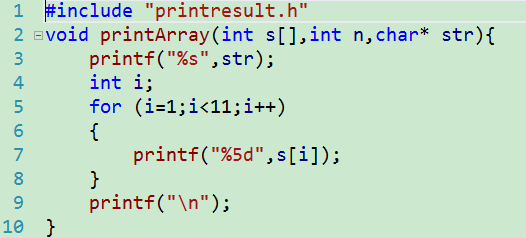 1 #include "printresult.h"
2 void printArray(int s[],int n,char* str){
3     printf("%s",str);
4     int i;
5     for (i=1;i<11;i++)
6     {
7         printf("%5d",s[i]);
8     }
9     printf("\n");
10 }